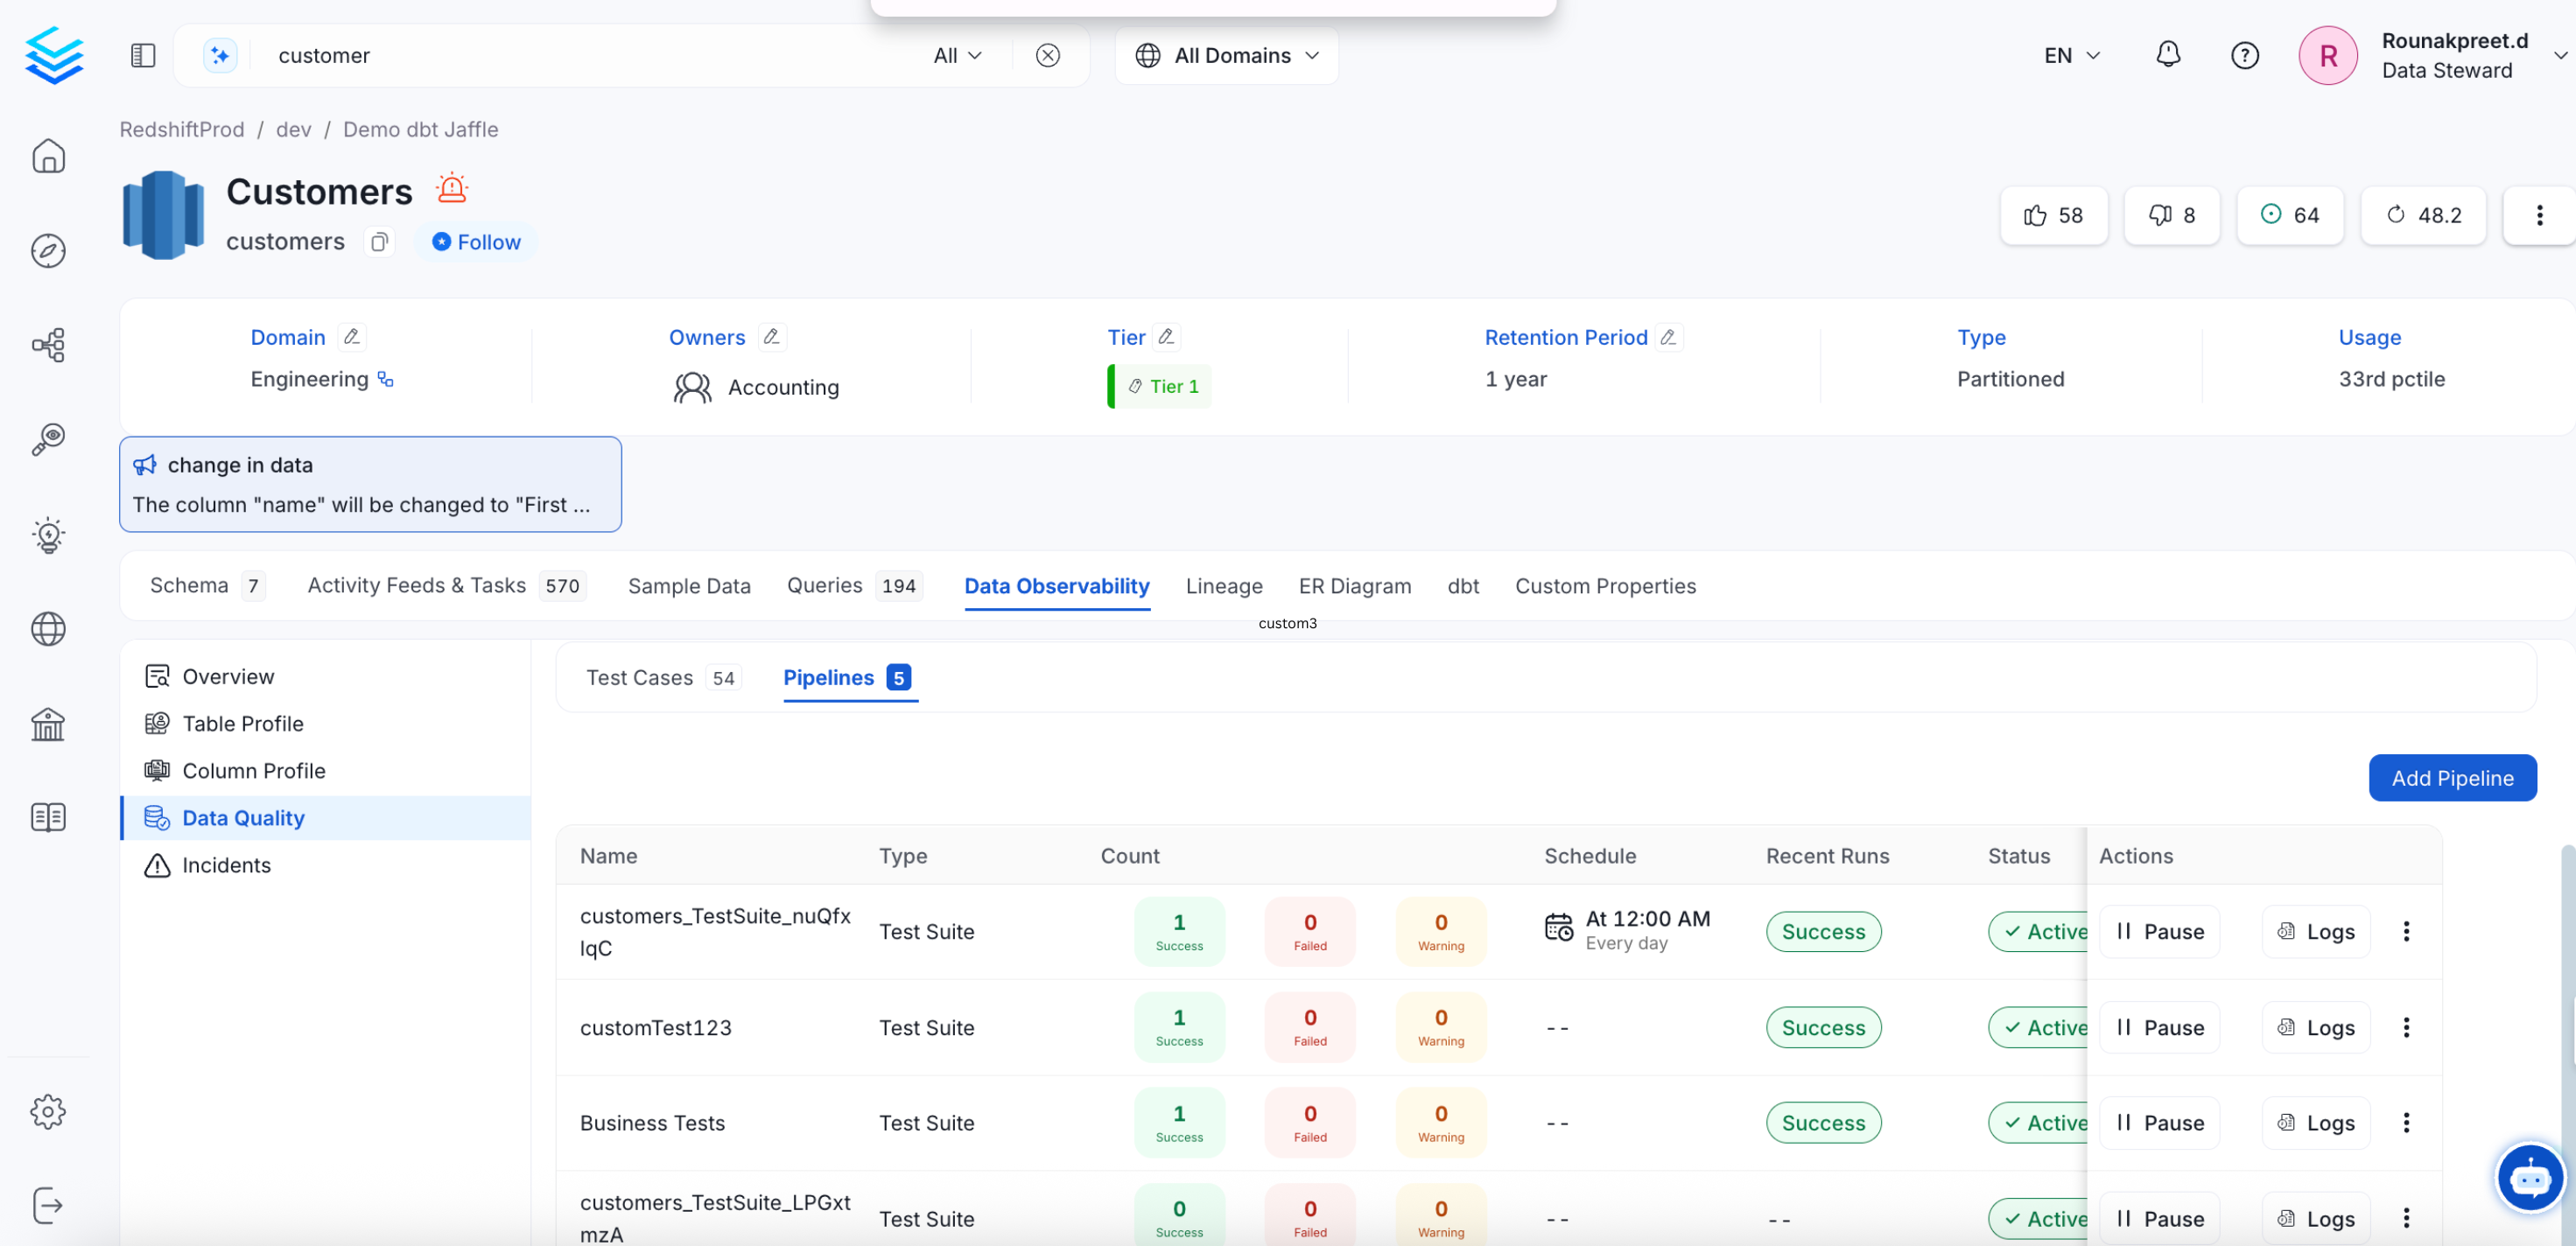 customer
All
All Domains
EN
R
Rounakpreet.d
Data Steward
RedshiftProd / dev / Demo dbt Jaffle
Customers
customers
Follow
58
8
64
48.2
Domain
Engineering
Owners
Accounting
Tier
Tier 1
Retention Period
1 year
Type
Partitioned
Usage
33rd pctile
change in data
The column "name" will be changed to "First ...
Schema 7
Activity Feeds & Tasks 570
Sample Data
Queries 194
Data Observability
Lineage
ER Diagram
dbt
Custom Properties
custom3
Overview
Table Profile
Column Profile
Data Quality
Incidents
Test Cases 54
Pipelines 5
Add Pipeline
Name Type Count Schedule Recent Runs Status Actions
customers_TestSuite_nuQfx
lqC
Test Suite
1
Success
0
Failed
0
Warning
At 12:00 AM
Every day
Success
Active
Pause
Logs
customTest123
Test Suite
1
Success
0
Failed
0
Warning
--
Success
Active
Pause
Logs
Business Tests
Test Suite
1
Success
0
Failed
0
Warning
--
Success
Active
Pause
Logs
customers_TestSuite_LPGxt
mzA
Test Suite
0
Success
0
Failed
0
Warning
--
--
Active
Pause
Logs